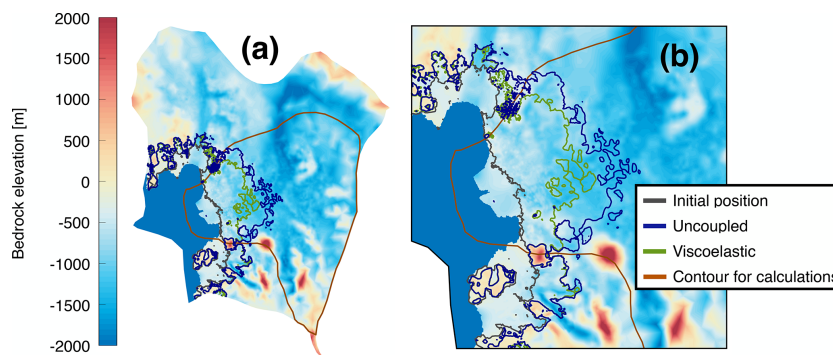 2000
1500
1000
500
0
-500
-1000
-1500
-2000
Bedrock elevation [m]
(a)
(b)
Initial position
Uncoupled
Viscoelastic
Contour for calculations